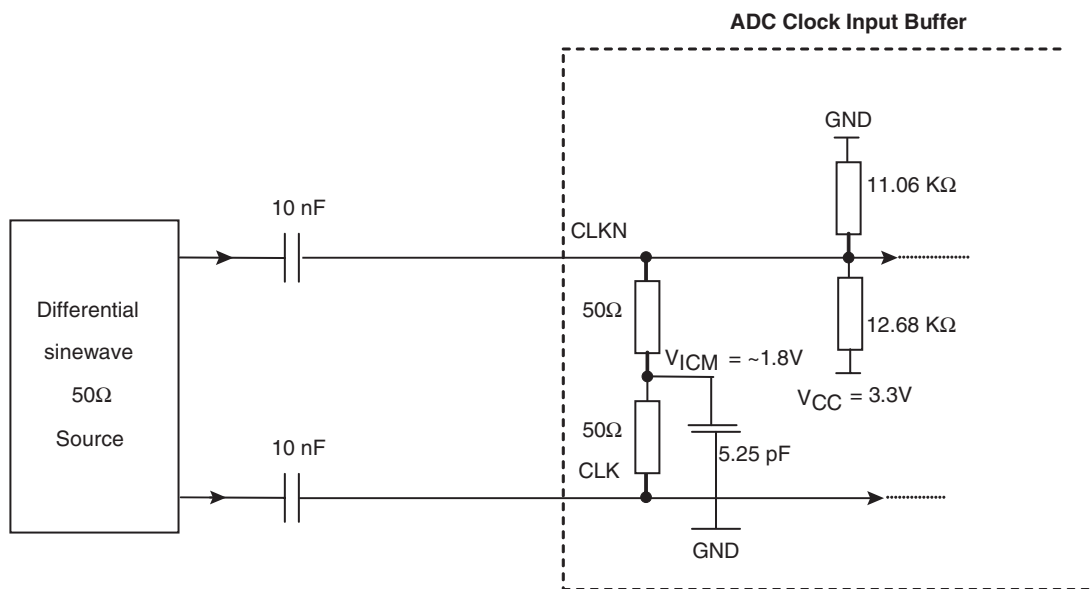 ADC Clock Input Buffer
GND
11.06 KΩ
10 nF
CLKN
Differential
sinewave
50Ω
Source
50Ω
12.68 KΩ
VICM = ~1.8V
VCC = 3.3V
50Ω
10 nF
5.25 pF
CLK
GND